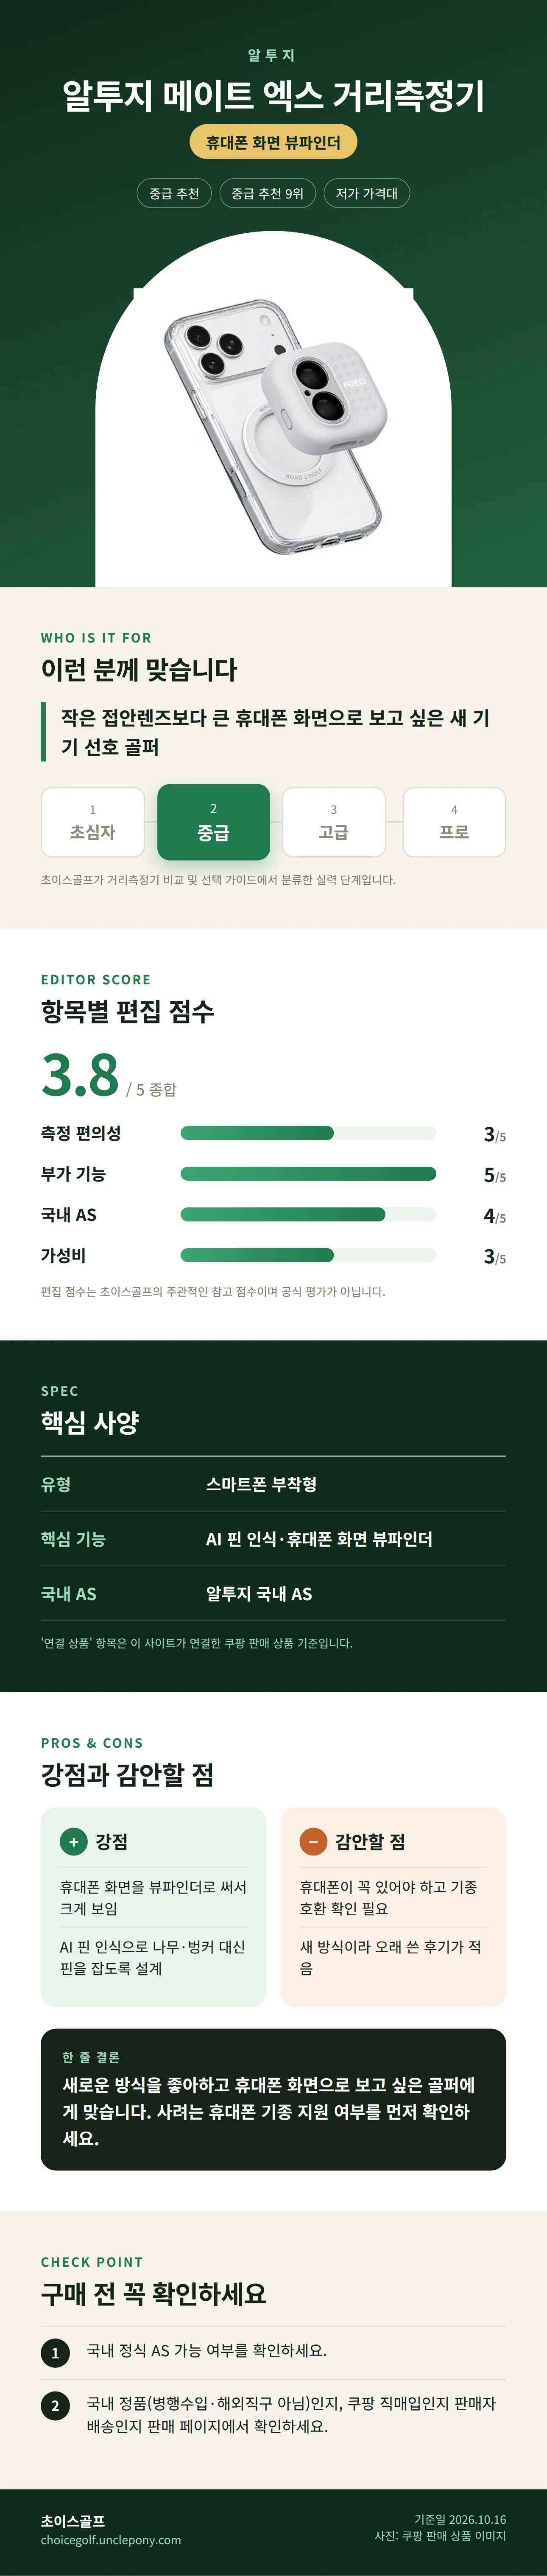 알투지
알투지 메이트 엑스 거리측정기
휴대폰 화면 뷰파인더
중급 추천
중급 추천 9위
저가 가격대
R2G
ROAD 2 GOLF
WHO IS IT FOR
이런 분께 맞습니다
작은 접안렌즈보다 큰 휴대폰 화면으로 보고 싶은 새 기
기 선호 골퍼
1
초심자
2
중급
3
고급
4
프로
초이스골프가 거리측정기 비교 및 선택 가이드에서 분류한 실력 단계입니다.
EDITOR SCORE
항목별 편집 점수
3.8 / 5 종합
측정 편의성 3/5
부가 기능 5/5
국내 AS 4/5
가성비 3/5
편집 점수는 초이스골프의 주관적인 참고 점수이며 공식 평가가 아닙니다.
SPEC
핵심 사양
유형 스마트폰 부착형
핵심 기능 AI 핀 인식·휴대폰 화면 뷰파인더
국내 AS 알투지 국내 AS
'연결 상품' 항목은 이 사이트가 연결한 쿠팡 판매 상품 기준입니다.
PROS & CONS
강점과 감안할 점
+ 강점
휴대폰 화면을 뷰파인더로 써서
크게 보임
AI 핀 인식으로 나무·벙커 대신
핀을 잡도록 설계
− 감안할 점
휴대폰이 꼭 있어야 하고 기종
호환 확인 필요
새 방식이라 오래 쓴 후기가 적
음
한 줄 결론
새로운 방식을 좋아하고 휴대폰 화면으로 보고 싶은 골퍼에
게 맞습니다. 사려는 휴대폰 기종 지원 여부를 먼저 확인하
세요.
CHECK POINT
구매 전 꼭 확인하세요
1 국내 정식 AS 가능 여부를 확인하세요.
2 국내 정품(병행수입·해외직구 아님)인지, 쿠팡 직매입인지 판매자
배송인지 판매 페이지에서 확인하세요.
초이스골프
choicegolf.unclepony.com
기준일 2026.10.16
사진: 쿠팡 판매 상품 이미지